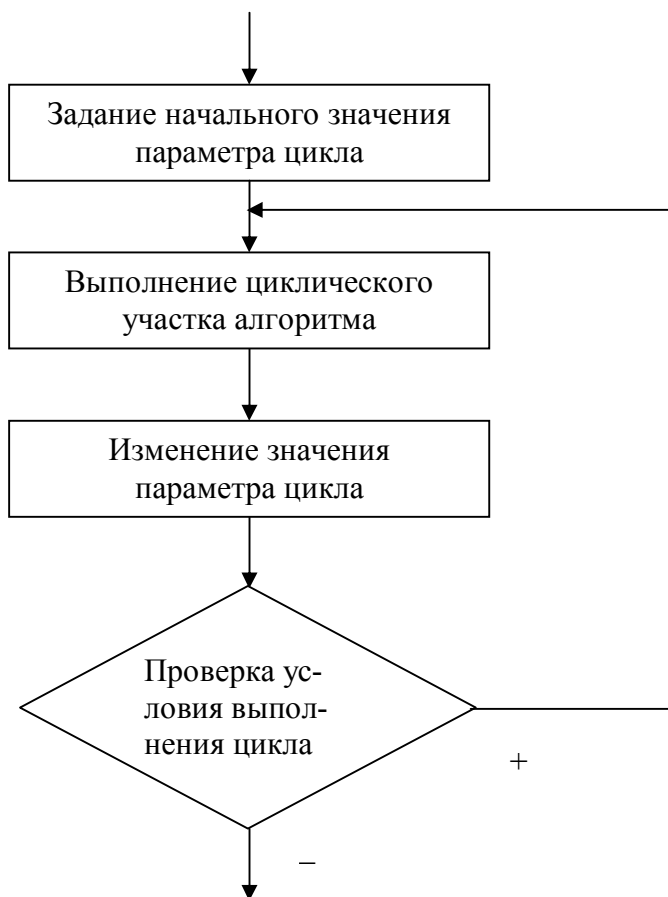 Задание начального значения
параметра цикла
Выполнение циклического
участка алгоритма
Изменение значения
параметра цикла
Проверка ус-
ловия выпол-
нения цикла
+
–